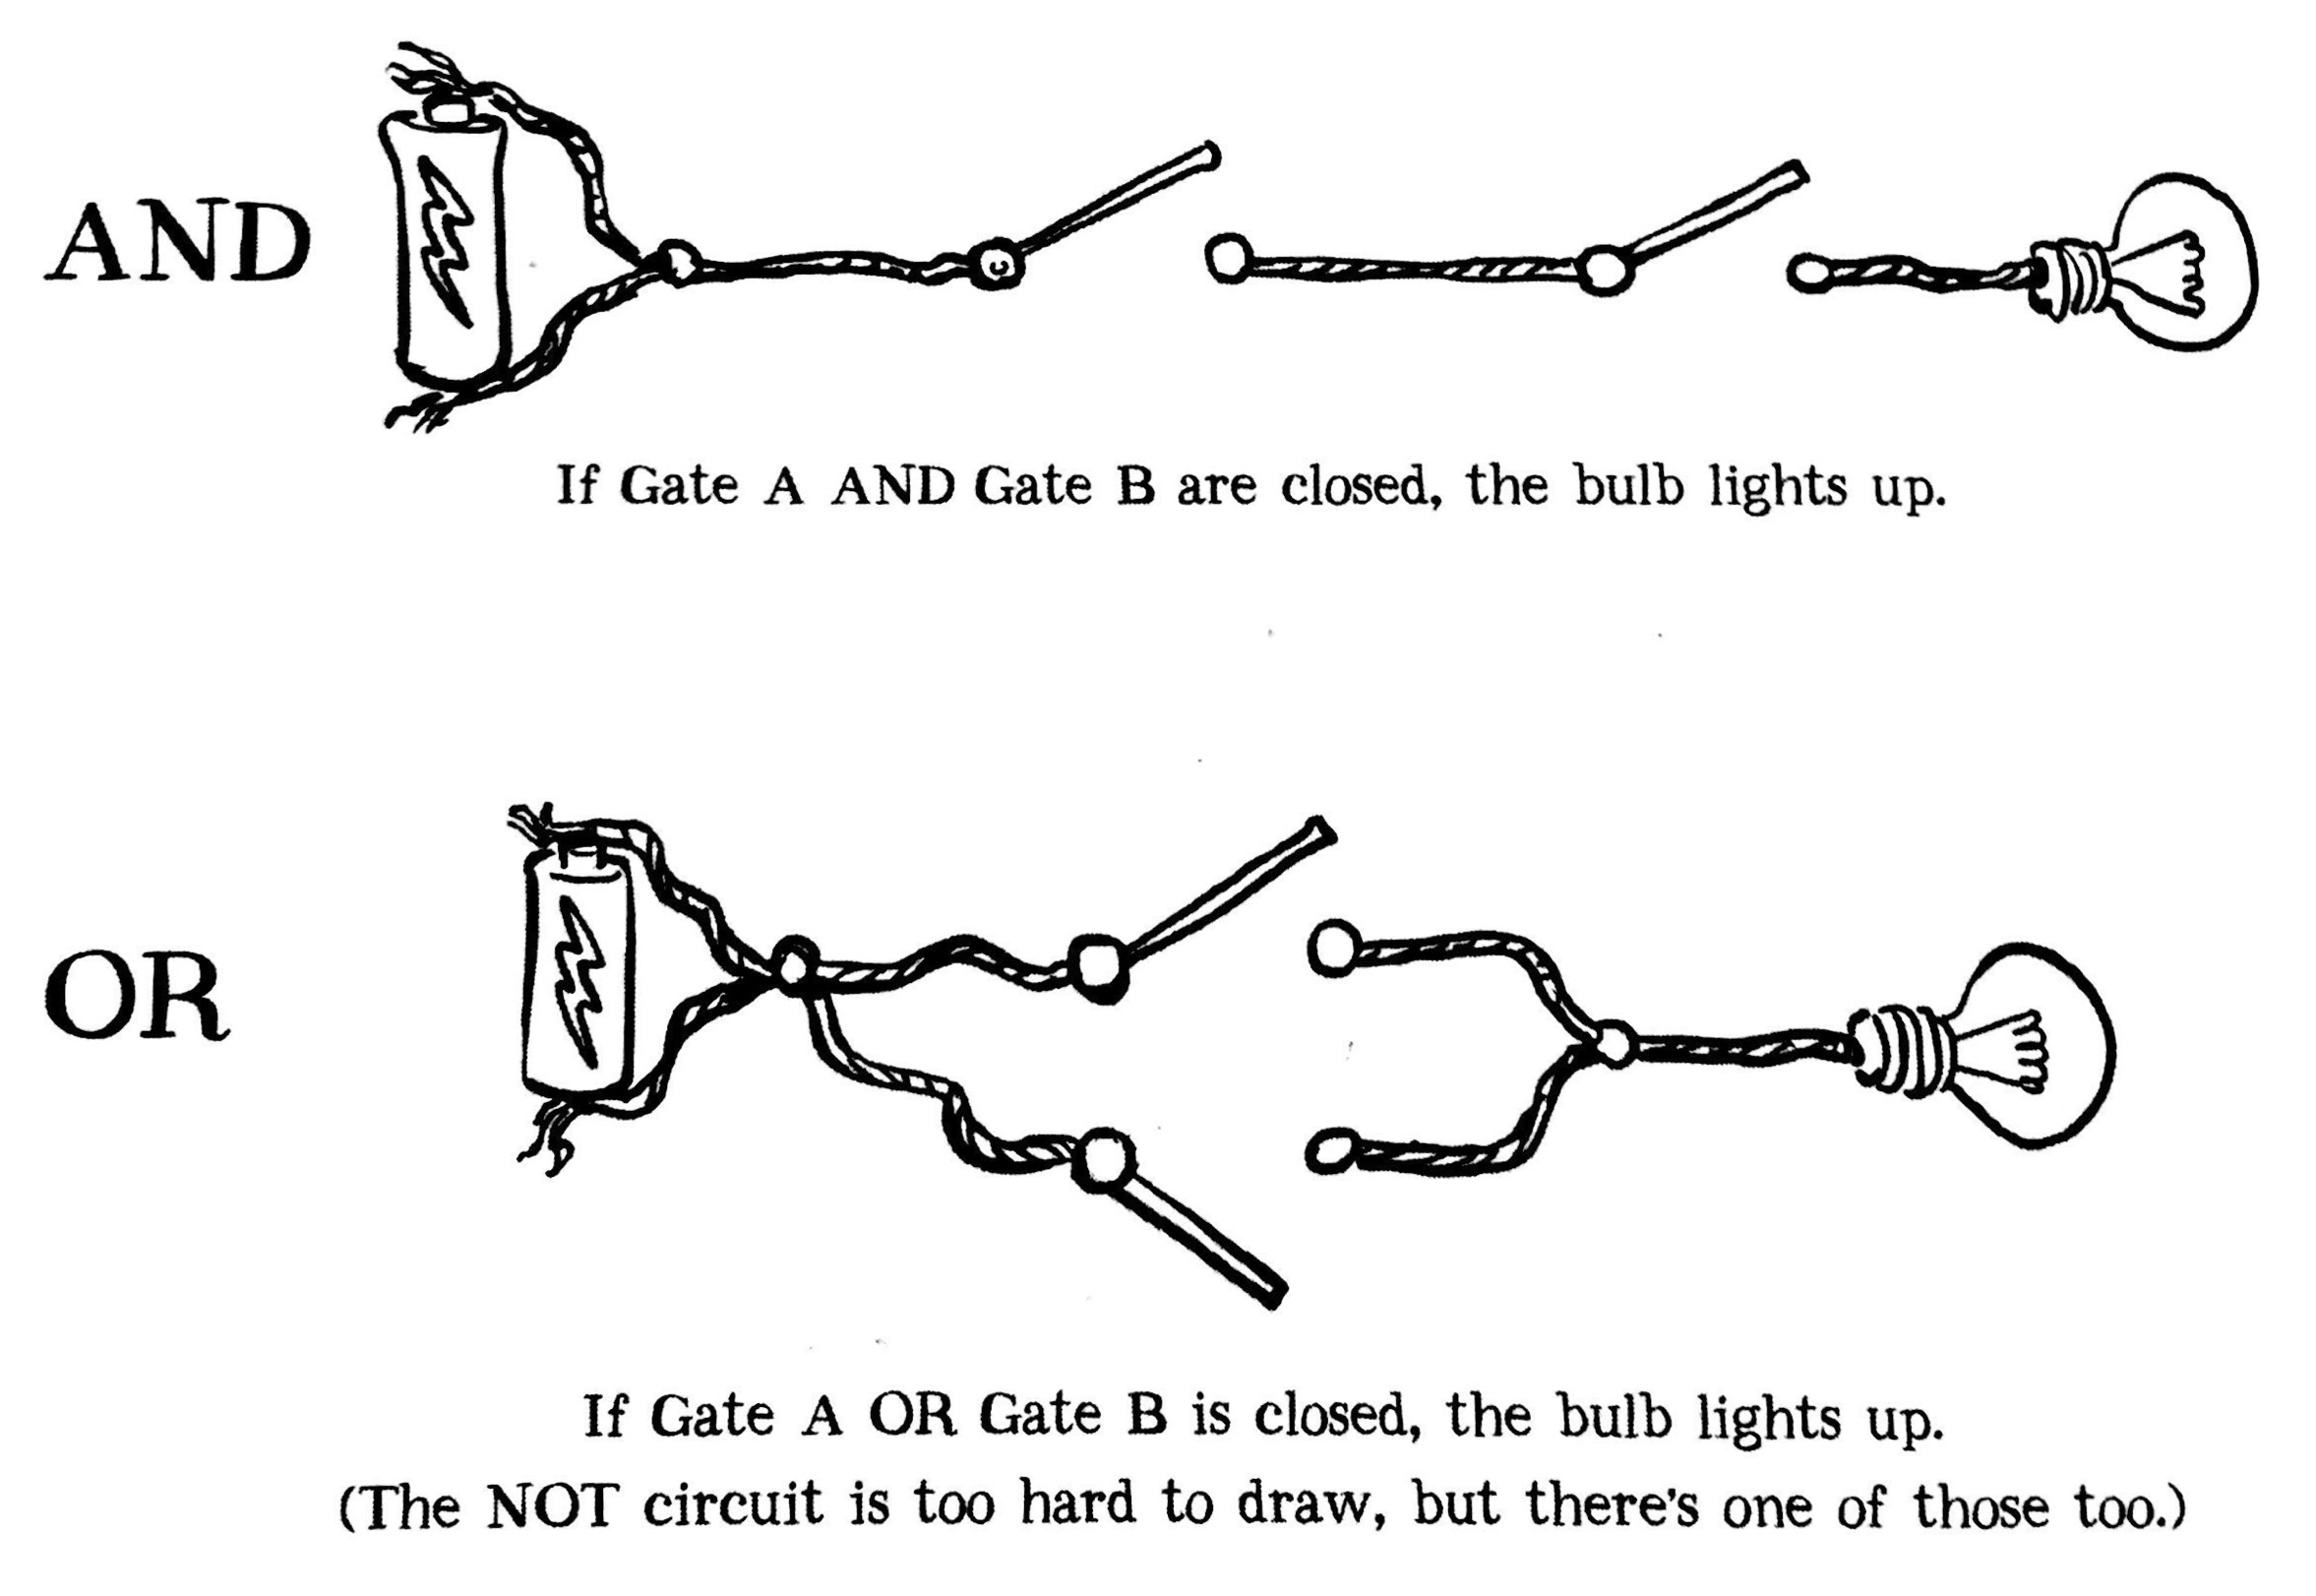 AND
If Gate A AND Gate B are closed, the bulb lights up.
OR
If Gate A OR Gate B is closed, the bulb lights up.
(The NOT circuit is too hard to draw, but there's one of those too.)